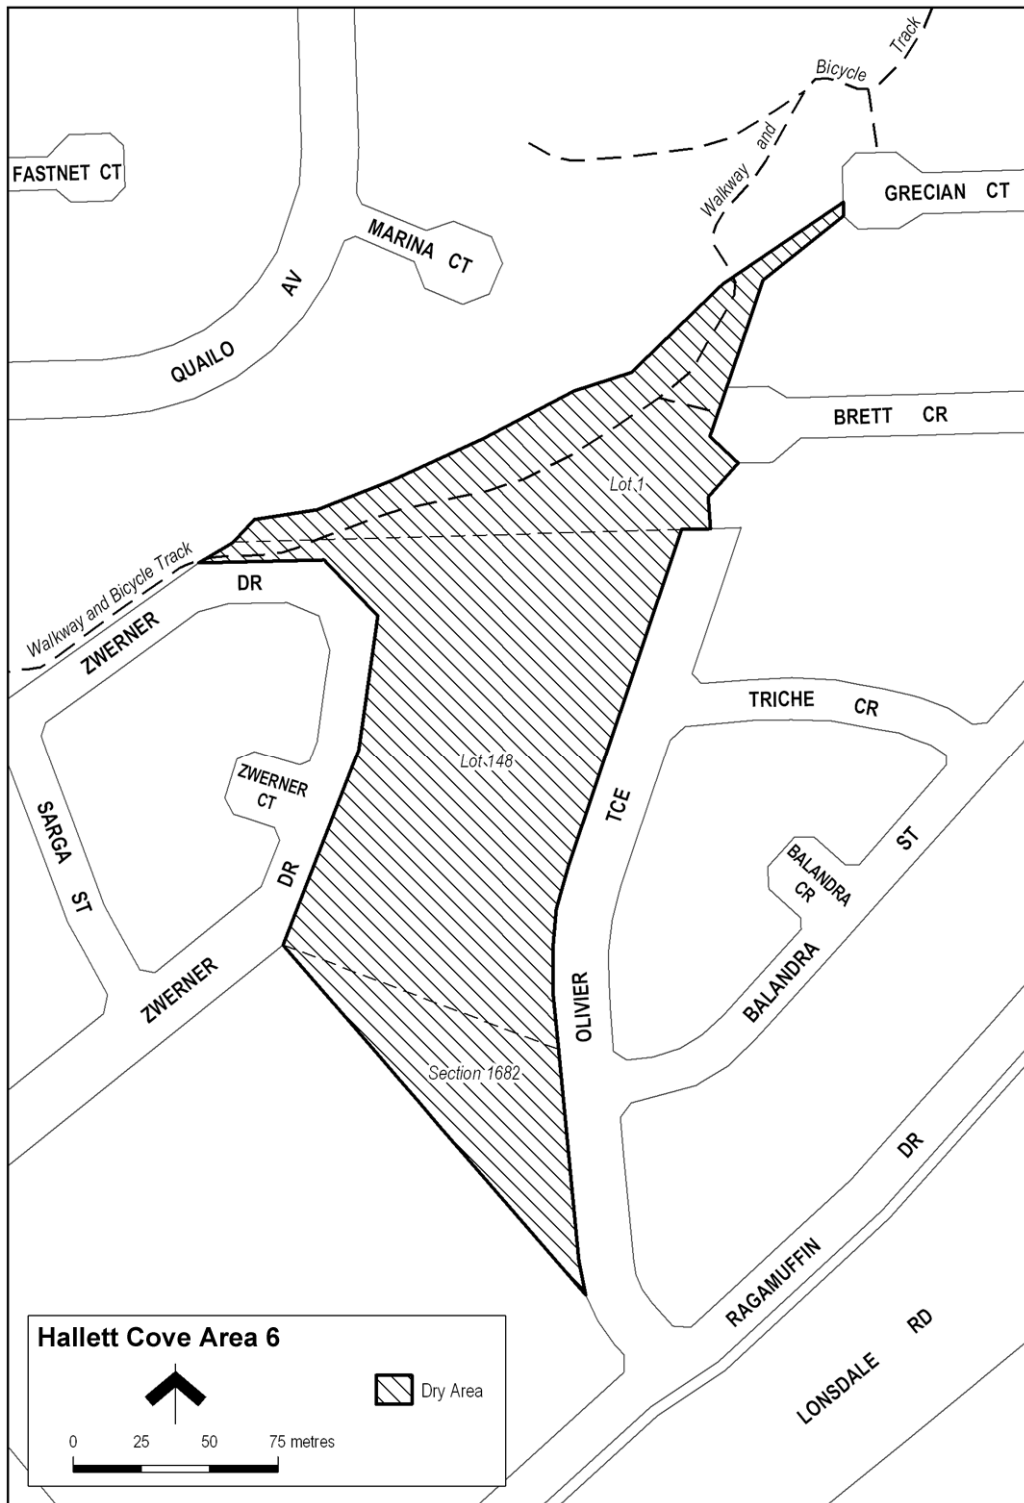 Track
Bicycle
and
Walkway
FASTNET CT
GRECIAN CT
MARINA CT
AV
QUAILO
BRETT CR
Lot 1
Walkway and Bicycle Track
DR
ZWERNER
TRICHE CR
Lot 148
ZWERNER
CT
TCE
SARGA ST
DR
BALANDRA
CR
ST
ZWERNER
OLIVIER
BALANDRA
Section 1682
DR
RAGAMUFFIN
LONSDALE RD
Hallett Cove Area 6
Dry Area
0 25 50 75 metres